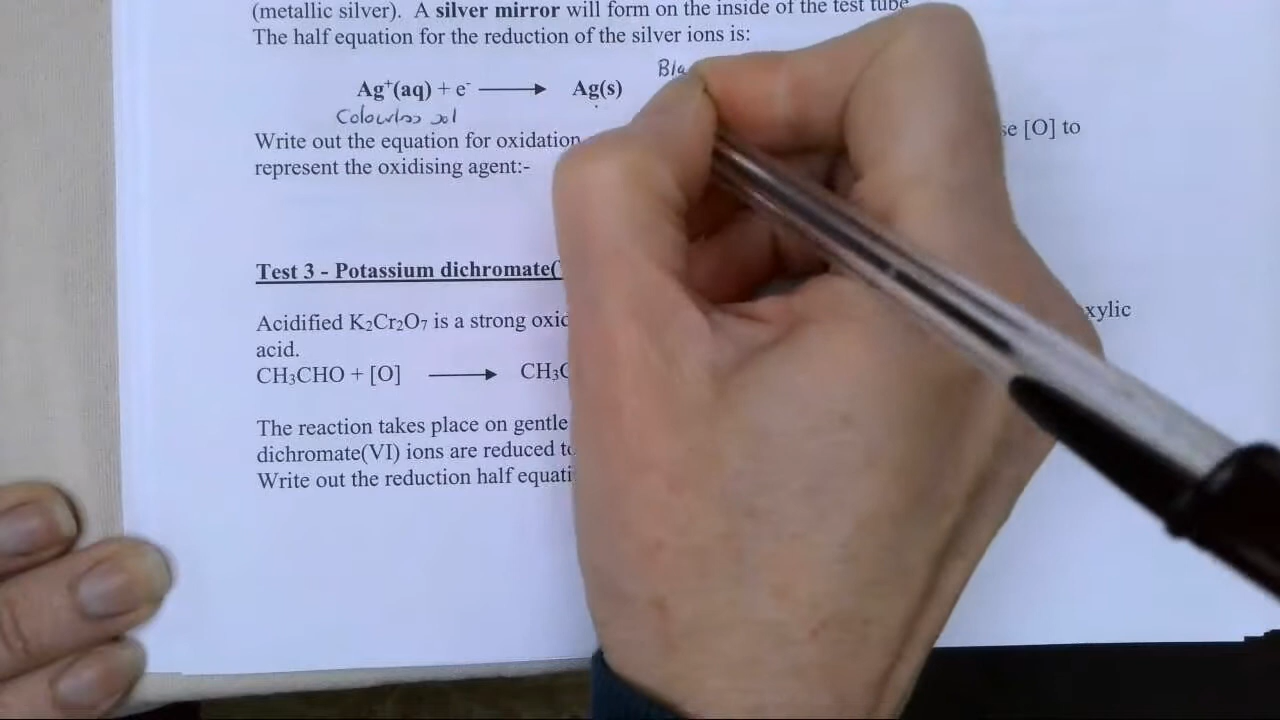 (metallic silver). A silver mirror will form on the inside of the test tube
The half equation for the reduction of the silver ions is:
Bla
Ag⁺(aq) + e⁻ ⟶ Ag(s)
Colourless sol
Write out the equation for oxidation se [O] to
represent the oxidising agent:-
Test 3 - Potassium dichromate(
Acidified K₂Cr₂O₇ is a strong oxid xylic
acid.
CH₃CHO + [O] ⟶ CH₃C
The reaction takes place on gentle
dichromate(VI) ions are reduced to
Write out the reduction half equati